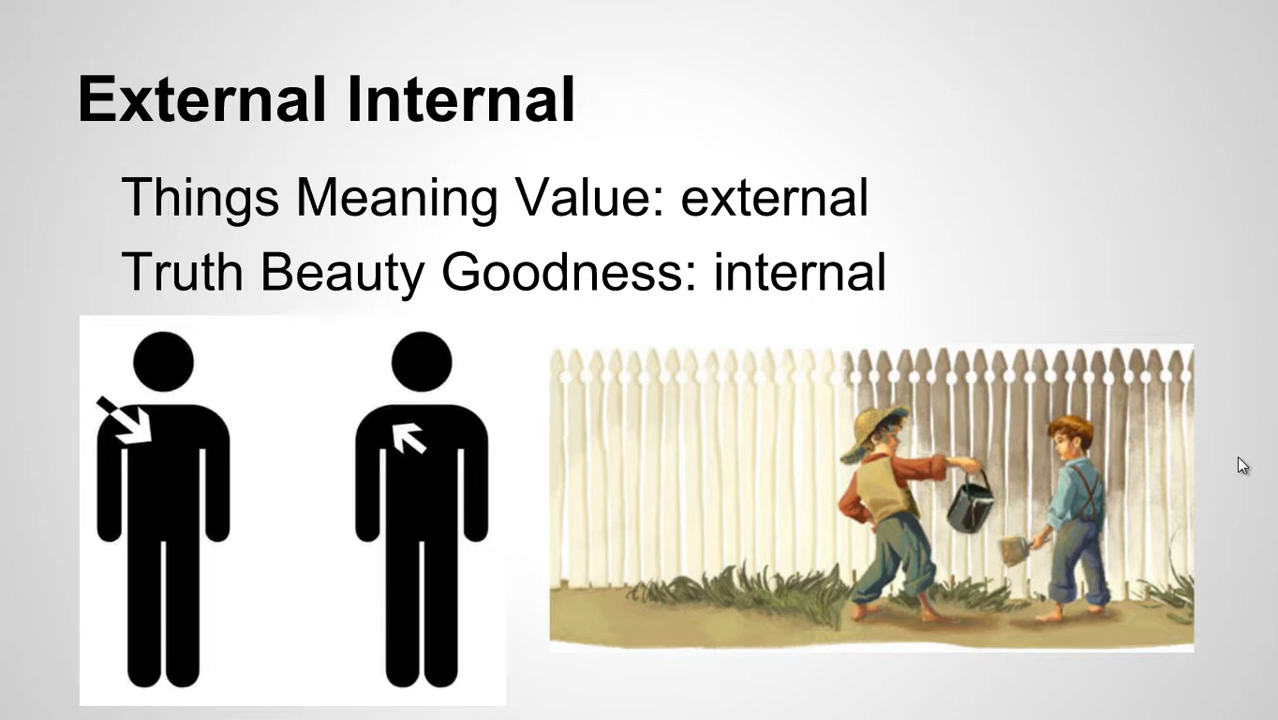 External Internal
Things Meaning Value: external
Truth Beauty Goodness: internal